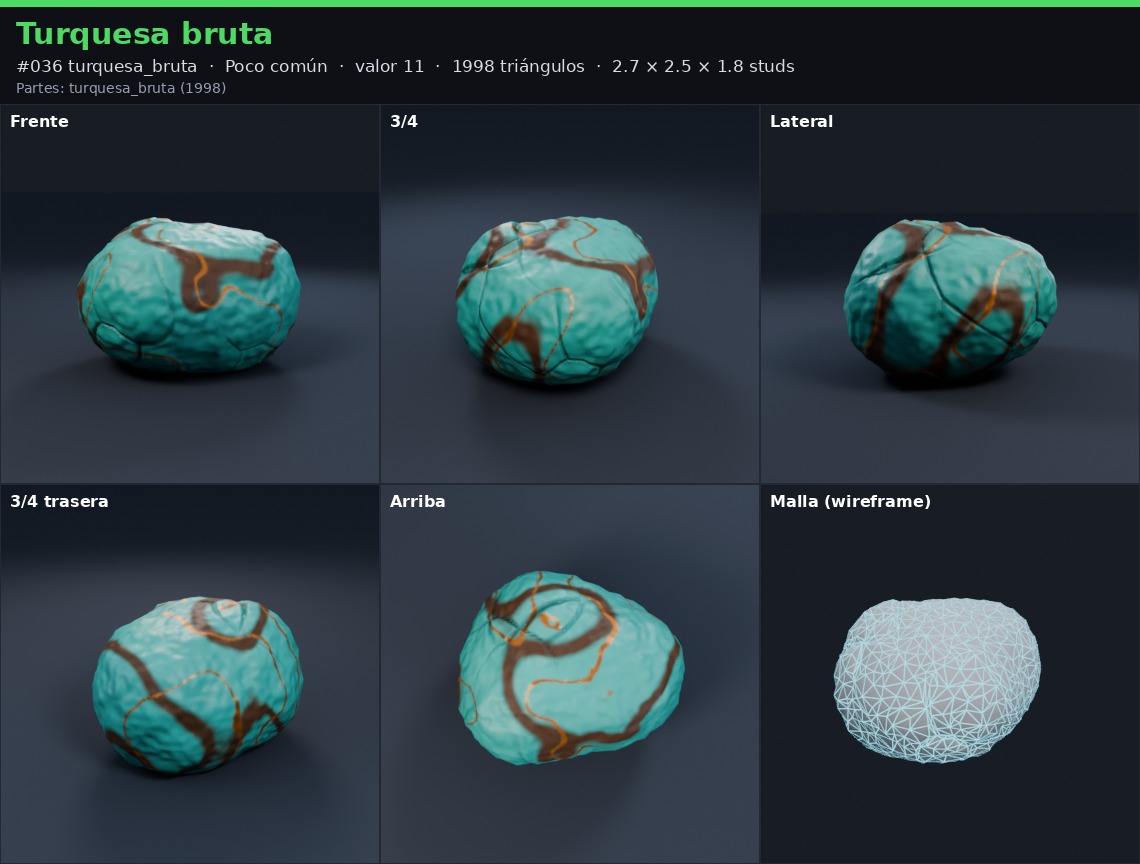 Turquesa bruta
#036 turquesa_bruta · Poco común · valor 11 · 1998 triángulos · 2.7 × 2.5 × 1.8 studs
Partes: turquesa_bruta (1998)
Frente
3/4
Lateral
3/4 trasera
Arriba
Malla (wireframe)